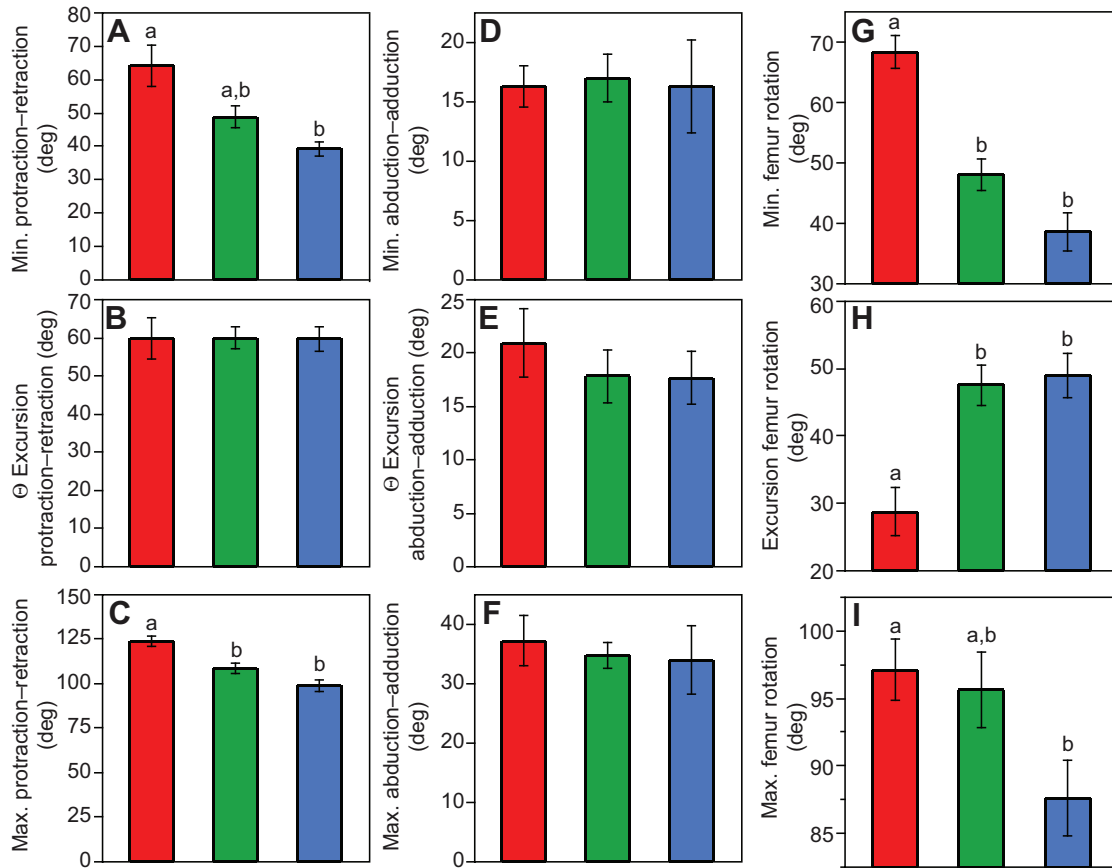 A
Min. protraction–retraction
(deg)
80
70
60
50
40
30
20
10
0
a
a,b
b
D
Min. abduction–adduction
(deg)
20
15
10
5
0
G
Min. femur rotation
(deg)
70
60
50
40
30
a
b
b
B
Θ Excursion
protraction–retraction (deg)
70
60
50
40
30
20
10
0
E
Θ Excursion
abduction–adduction (deg)
25
20
15
10
5
0
H
Excursion femur rotation
(deg)
60
50
40
30
20
a
b
b
C
Max. protraction–retraction
(deg)
150
125
100
75
50
25
0
a
b
b
F
Max. abduction–adduction
(deg)
40
30
20
10
0
I
Max. femur rotation
(deg)
100
95
90
85
a
a,b
b